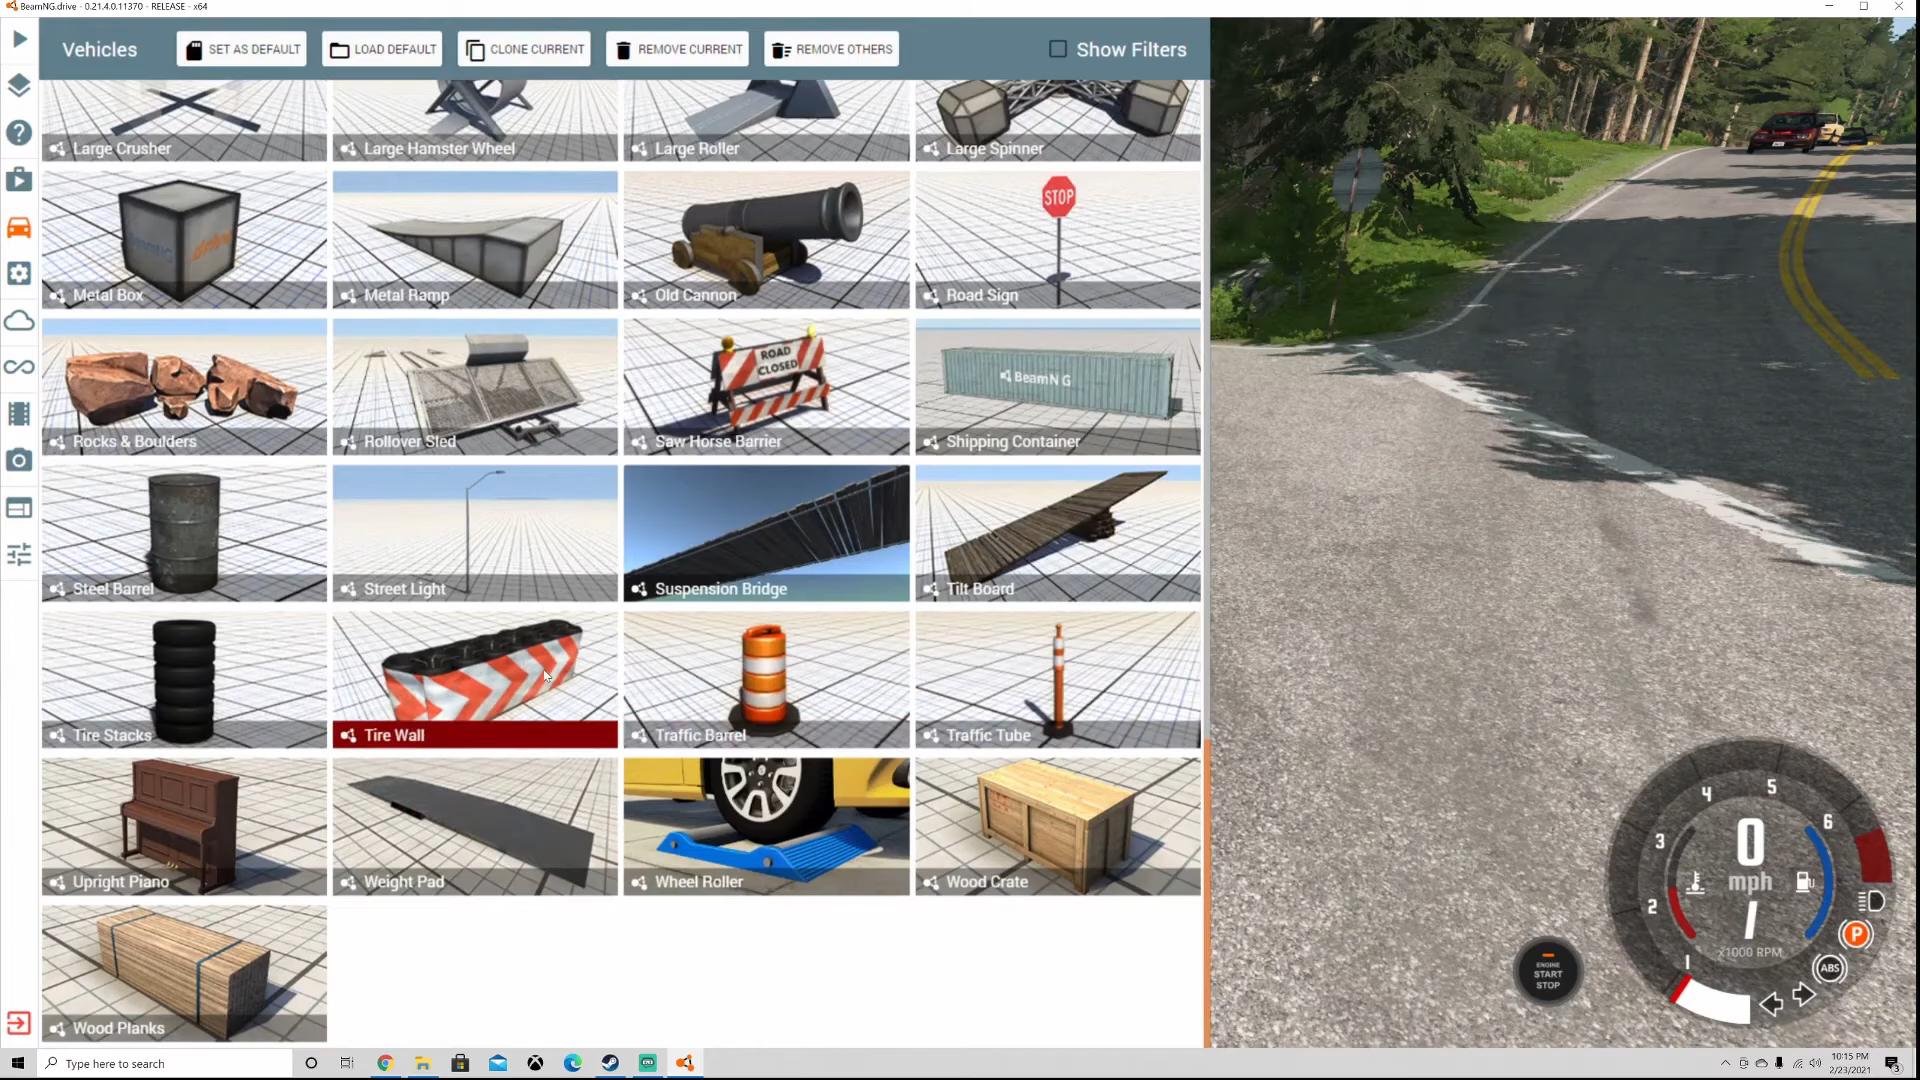 BeamNG.drive - 0.21.4.0.11370 - RELEASE - x64
Vehicles
SET AS DEFAULT
LOAD DEFAULT
CLONE CURRENT
REMOVE CURRENT
REMOVE OTHERS
Show Filters
Large Crusher
Large Hamster Wheel
Large Roller
Large Spinner
BeamNG
drive
Metal Box
Metal Ramp
Old Cannon
STOP
Road Sign
Rocks & Boulders
Rollover Sled
ROAD
CLOSED
Saw Horse Barrier
BeamNG
Shipping Container
Steel Barrel
Street Light
Suspension Bridge
Tilt Board
Tire Stacks
Tire Wall
Traffic Barrel
Traffic Tube
Upright Piano
Weight Pad
Wheel Roller
Wood Crate
Wood Planks
1
2
3
4
5
6
0
mph
1
x1000 RPM
P
ABS
ENGINE
START
STOP
Type here to search
10:15 PM
2/23/2021
3